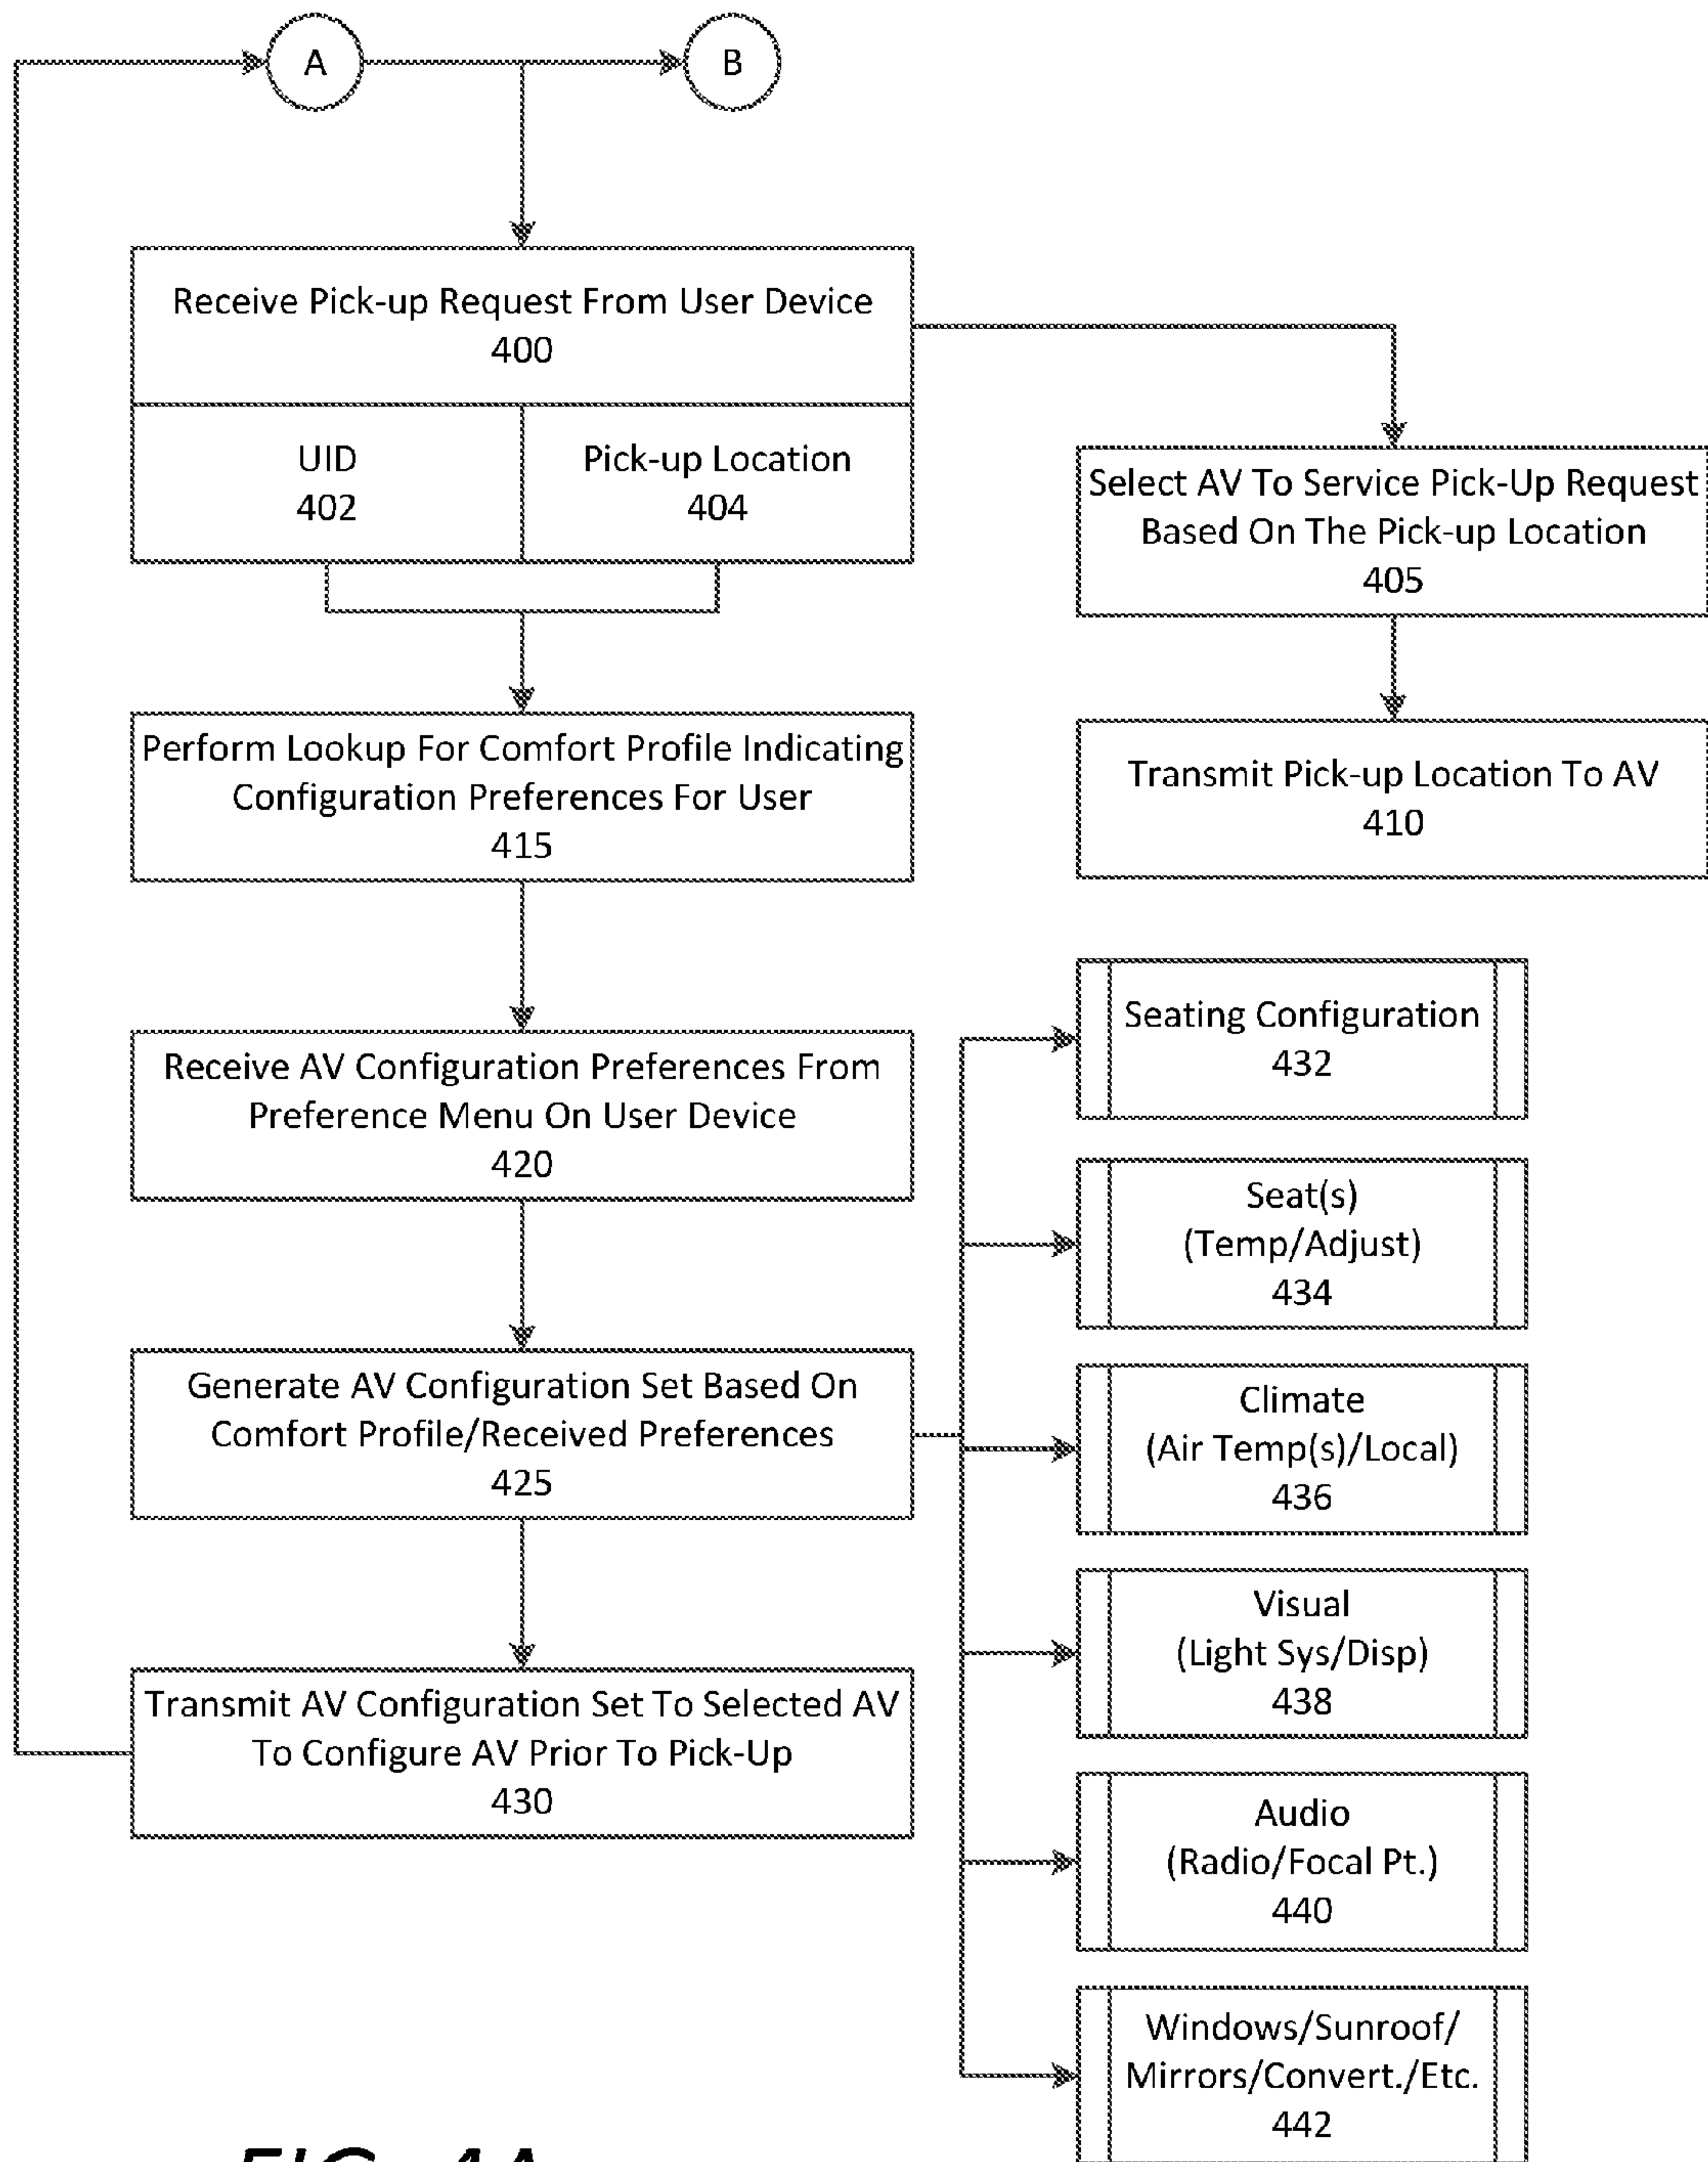 A
B
Receive Pick-up Request From User Device
400
UID
402
Pick-up Location
404
Select AV To Service Pick-Up Request
Based On The Pick-up Location
405
Transmit Pick-up Location To AV
410
Perform Lookup For Comfort Profile Indicating
Configuration Preferences For User
415
Receive AV Configuration Preferences From
Preference Menu On User Device
420
Generate AV Configuration Set Based On
Comfort Profile/Received Preferences
425
Transmit AV Configuration Set To Selected AV
To Configure AV Prior To Pick-Up
430
Seating Configuration
432
Seat(s)
(Temp/Adjust)
434
Climate
(Air Temp(s)/Local)
436
Visual
(Light Sys/Disp)
438
Audio
(Radio/Focal Pt.)
440
Windows/Sunroof/
Mirrors/Convert./Etc.
442
FIG. 4A